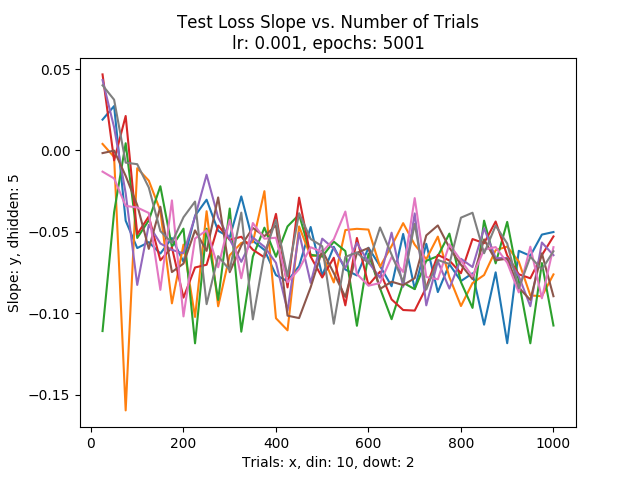 Test Loss Slope vs. Number of Trials
lr: 0.001, epochs: 5001
Slope: y, dhidden: 5
0.05
0.00
−0.05
−0.10
−0.15
0 200 400 600 800 1000
Trials: x, din: 10, dowt: 2